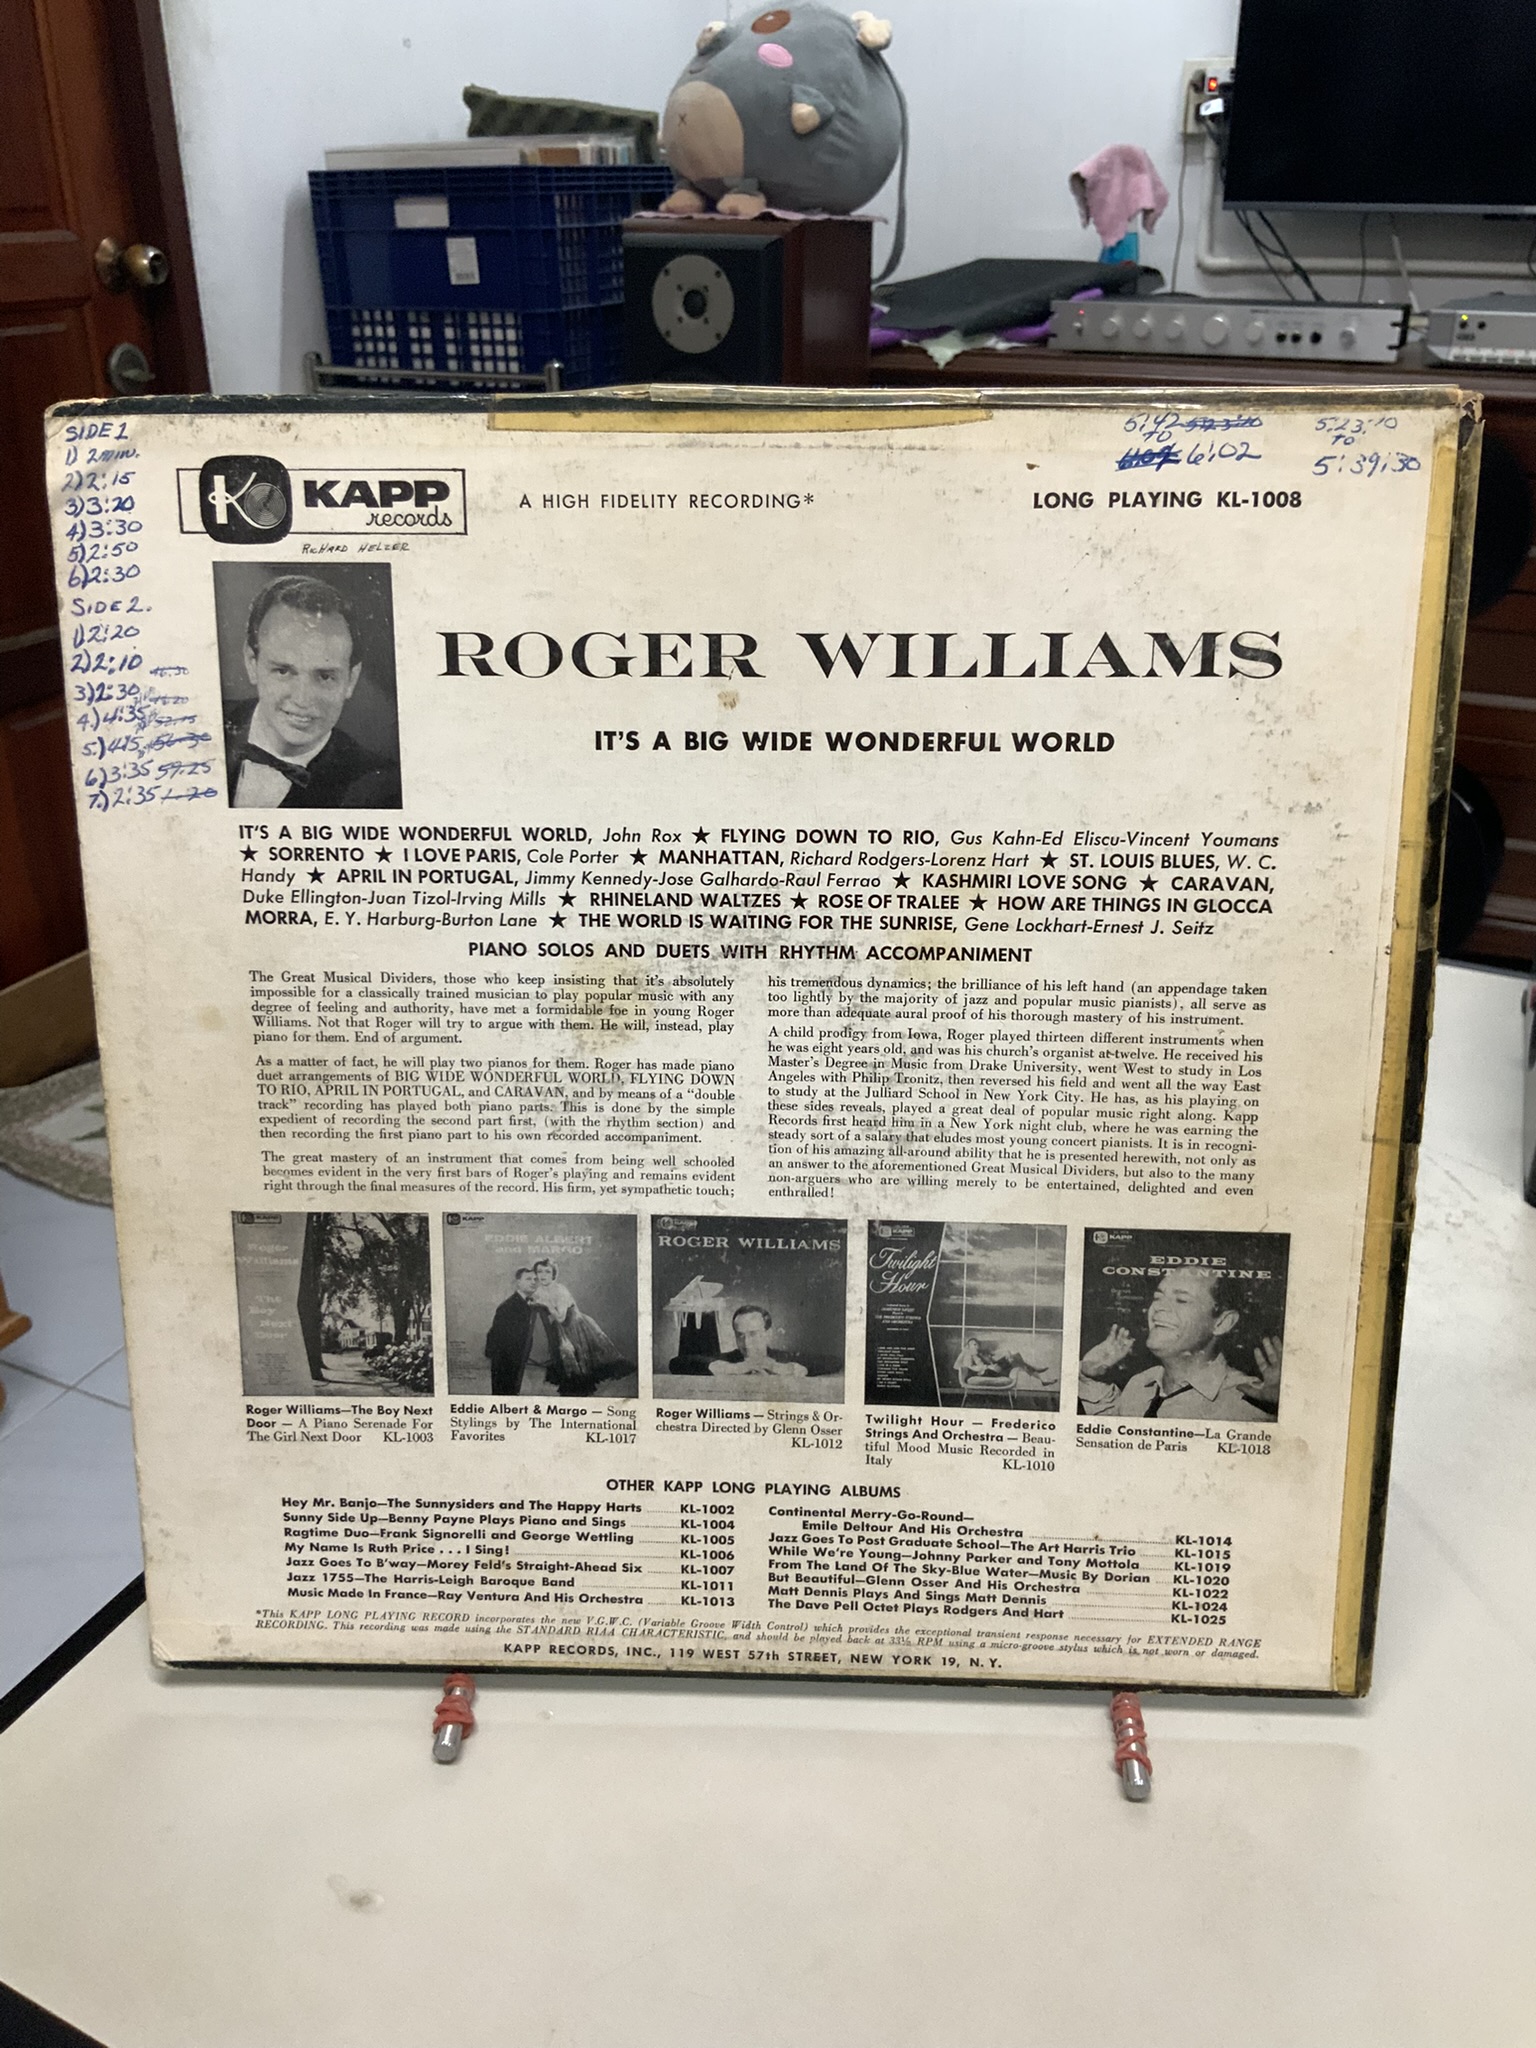 SIDE 1
1) 2 min.
2) 2:15
3) 3:20
4) 3:30
5) 2:50
6) 2:30
SIDE 2.
1) 2:20
2) 2:10
3) 2:30
4.) 4:35
5.) 4:15
6) 3:35 59:25
7.) 2:35 1:20
5:42
TO
6:02
5:23:10
TO
5:39:30
KAPP
records
A HIGH FIDELITY RECORDING*
LONG PLAYING KL-1008
RICHARD HELZER
ROGER WILLIAMS
IT'S A BIG WIDE WONDERFUL WORLD
IT'S A BIG WIDE WONDERFUL WORLD, John Rox ★ FLYING DOWN TO RIO, Gus Kahn-Ed Eliscu-Vincent Youmans
★ SORRENTO ★ I LOVE PARIS, Cole Porter ★ MANHATTAN, Richard Rodgers-Lorenz Hart ★ ST. LOUIS BLUES, W. C.
Handy ★ APRIL IN PORTUGAL, Jimmy Kennedy-Jose Galhardo-Raul Ferrao ★ KASHMIRI LOVE SONG ★ CARAVAN,
Duke Ellington-Juan Tizol-Irving Mills ★ RHINELAND WALTZES ★ ROSE OF TRALEE ★ HOW ARE THINGS IN GLOCCA
MORRA, E. Y. Harburg-Burton Lane ★ THE WORLD IS WAITING FOR THE SUNRISE, Gene Lockhart-Ernest J. Seitz
PIANO SOLOS AND DUETS WITH RHYTHM ACCOMPANIMENT
The Great Musical Dividers, those who keep insisting that it's absolutely
impossible for a classically trained musician to play popular music with any
degree of feeling and authority, have met a formidable foe in young Roger
Williams. Not that Roger will try to argue with them. He will, instead, play
piano for them. End of argument.
As a matter of fact, he will play two pianos for them. Roger has made piano
duet arrangements of BIG WIDE WONDERFUL WORLD, FLYING DOWN
TO RIO, APRIL IN PORTUGAL, and CARAVAN, and by means of a "double
track" recording has played both piano parts. This is done by the simple
expedient of recording the second part first, (with the rhythm section) and
then recording the first piano part to his own recorded accompaniment.
The great mastery of an instrument that comes from being well schooled
becomes evident in the very first bars of Roger's playing and remains evident
right through the final measures of the record. His firm, yet sympathetic touch;
his tremendous dynamics; the brilliance of his left hand (an appendage taken
too lightly by the majority of jazz and popular music pianists), all serve as
more than adequate aural proof of his thorough mastery of his instrument.
A child prodigy from Iowa, Roger played thirteen different instruments when
he was eight years old, and was his church's organist at twelve. He received his
Master's Degree in Music from Drake University, went West to study in Los
Angeles with Philip Tronitz, then reversed his field and went all the way East
to study at the Julliard School in New York City. He has, as his playing on
these sides reveals, played a great deal of popular music right along. Kapp
Records first heard him in a New York night club, where he was earning the
steady sort of a salary that eludes most young concert pianists. It is in recogni-
tion of his amazing all-around ability that he is presented herewith, not only as
an answer to the aforementioned Great Musical Dividers, but also to the many
non-arguers who are willing merely to be entertained, delighted and even
enthralled!
Roger Williams
The Boy Next Door
KAPP
EDDIE ALBERT
and MARGO
KAPP
ROGER WILLIAMS
Twilight
Hour
KAPP
EDDIE
CONSTANTINE
Roger Williams—The Boy Next
Door — A Piano Serenade For
The Girl Next Door KL-1003
Eddie Albert & Margo — Song
Stylings by The International
Favorites KL-1017
Roger Williams — Strings & Or-
chestra Directed by Glenn Osser
KL-1012
Twilight Hour — Frederico
Strings And Orchestra — Beau-
tiful Mood Music Recorded in
Italy KL-1010
Eddie Constantine—La Grande
Sensation de Paris KL-1018
OTHER KAPP LONG PLAYING ALBUMS
Hey Mr. Banjo—The Sunnysiders and The Happy Harts KL-1002
Sunny Side Up—Benny Payne Plays Piano and Sings KL-1004
Ragtime Duo—Frank Signorelli and George Wettling KL-1005
My Name Is Ruth Price . . . I Sing! KL-1006
Jazz Goes To B'way—Morey Feld's Straight-Ahead Six KL-1007
Jazz 1755—The Harris-Leigh Baroque Band KL-1011
Music Made In France—Ray Ventura And His Orchestra KL-1013
Continental Merry-Go-Round—
Emile Deltour And His Orchestra KL-1014
Jazz Goes To Post Graduate School—The Art Harris Trio KL-1015
While We're Young—Johnny Parker and Tony Mottola KL-1019
From The Land Of The Sky-Blue Water—Music By Dorian KL-1020
But Beautiful—Glenn Osser And His Orchestra KL-1022
Matt Dennis Plays And Sings Matt Dennis KL-1024
The Dave Pell Octet Plays Rodgers And Hart KL-1025
*This KAPP LONG PLAYING RECORD incorporates the new V.G.W.C. (Variable Groove Width Control) which provides the exceptional transient response necessary for EXTENDED RANGE
RECORDING. This recording was made using the STANDARD RIAA CHARACTERISTIC, and should be played back at 33⅓ RPM using a micro-groove stylus which is not worn or damaged.
KAPP RECORDS, INC., 119 WEST 57th STREET, NEW YORK 19, N. Y.